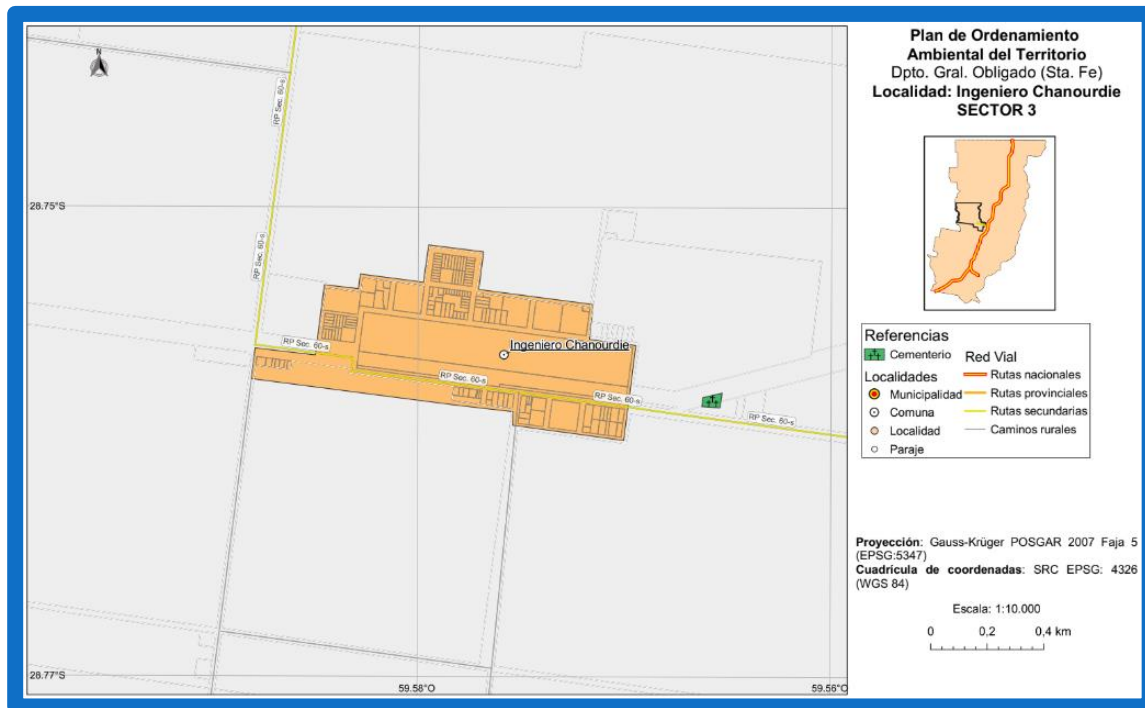 Plan de Ordenamiento
Ambiental del Territorio
Dpto. Gral. Obligado (Sta. Fe)
Localidad: Ingeniero Chanourdie
SECTOR 3
N
RP Sec. 60-s
RP Sec. 60-s
28.75°S
RP Sec. 60-s
RP Sec. 60-s
Ingeniero Chanourdie
RP Sec. 60-s
RP Sec. 60-s
RP Sec. 60-s
28.77°S
59.58°O
59.56°O
Referencias
Cementerio
Localidades
Municipalidad
Comuna
Localidad
Paraje
Red Vial
Rutas nacionales
Rutas provinciales
Rutas secundarias
Caminos rurales
Proyección: Gauss-Krüger POSGAR 2007 Faja 5
(EPSG:5347)
Cuadrícula de coordenadas: SRC EPSG: 4326
(WGS 84)
Escala: 1:10.000
0 0,2 0,4 km